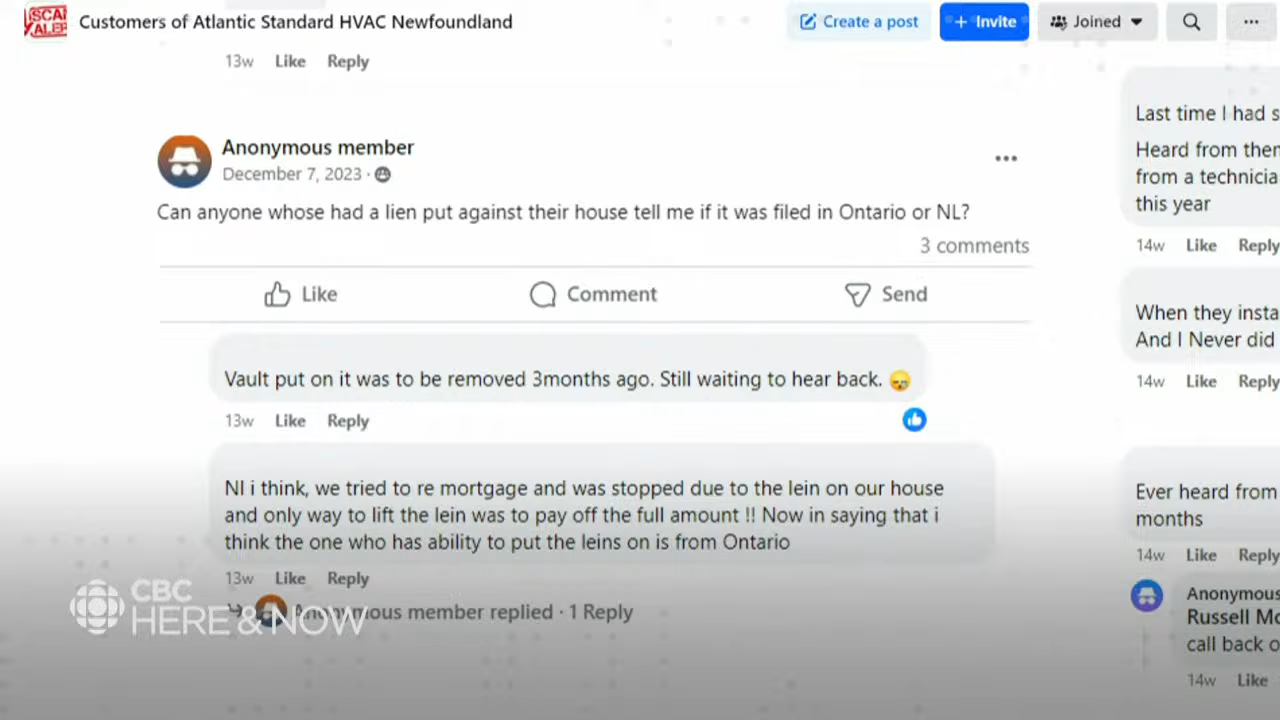 SCAM
ALERT
Customers of Atlantic Standard HVAC Newfoundland
Create a post
+ Invite
Joined
13w Like Reply
Anonymous member
December 7, 2023 ·
Can anyone whose had a lien put against their house tell me if it was filed in Ontario or NL?
3 comments
Like Comment Send
Vault put on it was to be removed 3months ago. Still waiting to hear back. 😪
13w Like Reply
Nl i think, we tried to re mortgage and was stopped due to the lein on our house
and only way to lift the lein was to pay off the full amount !! Now in saying that i
think the one who has ability to put the leins on is from Ontario
13w Like Reply
Anonymous member replied · 1 Reply
CBC
HERE & NOW
Last time I had s
Heard from then
from a technicia
this year
14w Like Reply
When they insta
And I Never did
14w Like Reply
Ever heard from
months
14w Like Reply
Anonymous
Russell Mc
call back o
14w Like